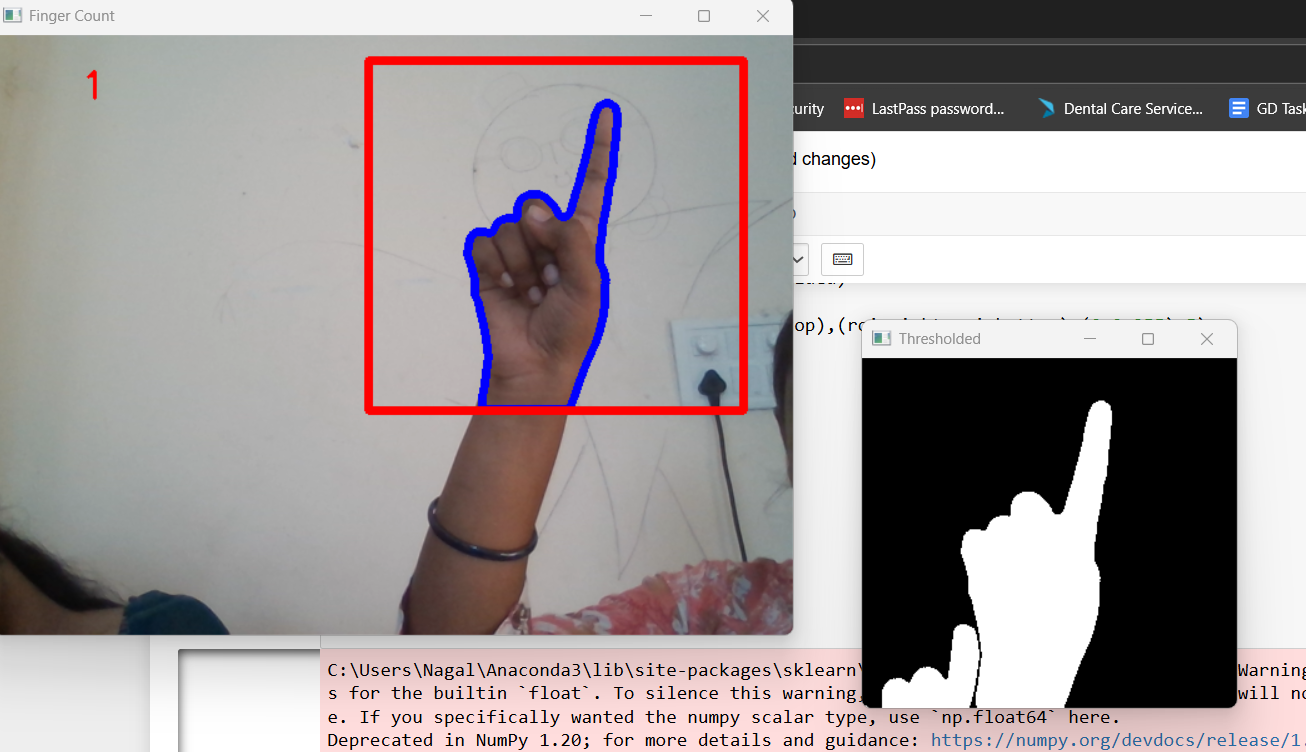 Finger Count
1
curity
LastPass password...
Dental Care Service...
GD Task
d changes)
op),(ro
Thresholded
C:\Users\Nagal\Anaconda3\lib\site-packages\sklearn\
Warning
s for the builtin `float`. To silence this warning,
will no
e. If you specifically wanted the numpy scalar type, use `np.float64` here.
Deprecated in NumPy 1.20; for more details and guidance: https://numpy.org/devdocs/release/1.